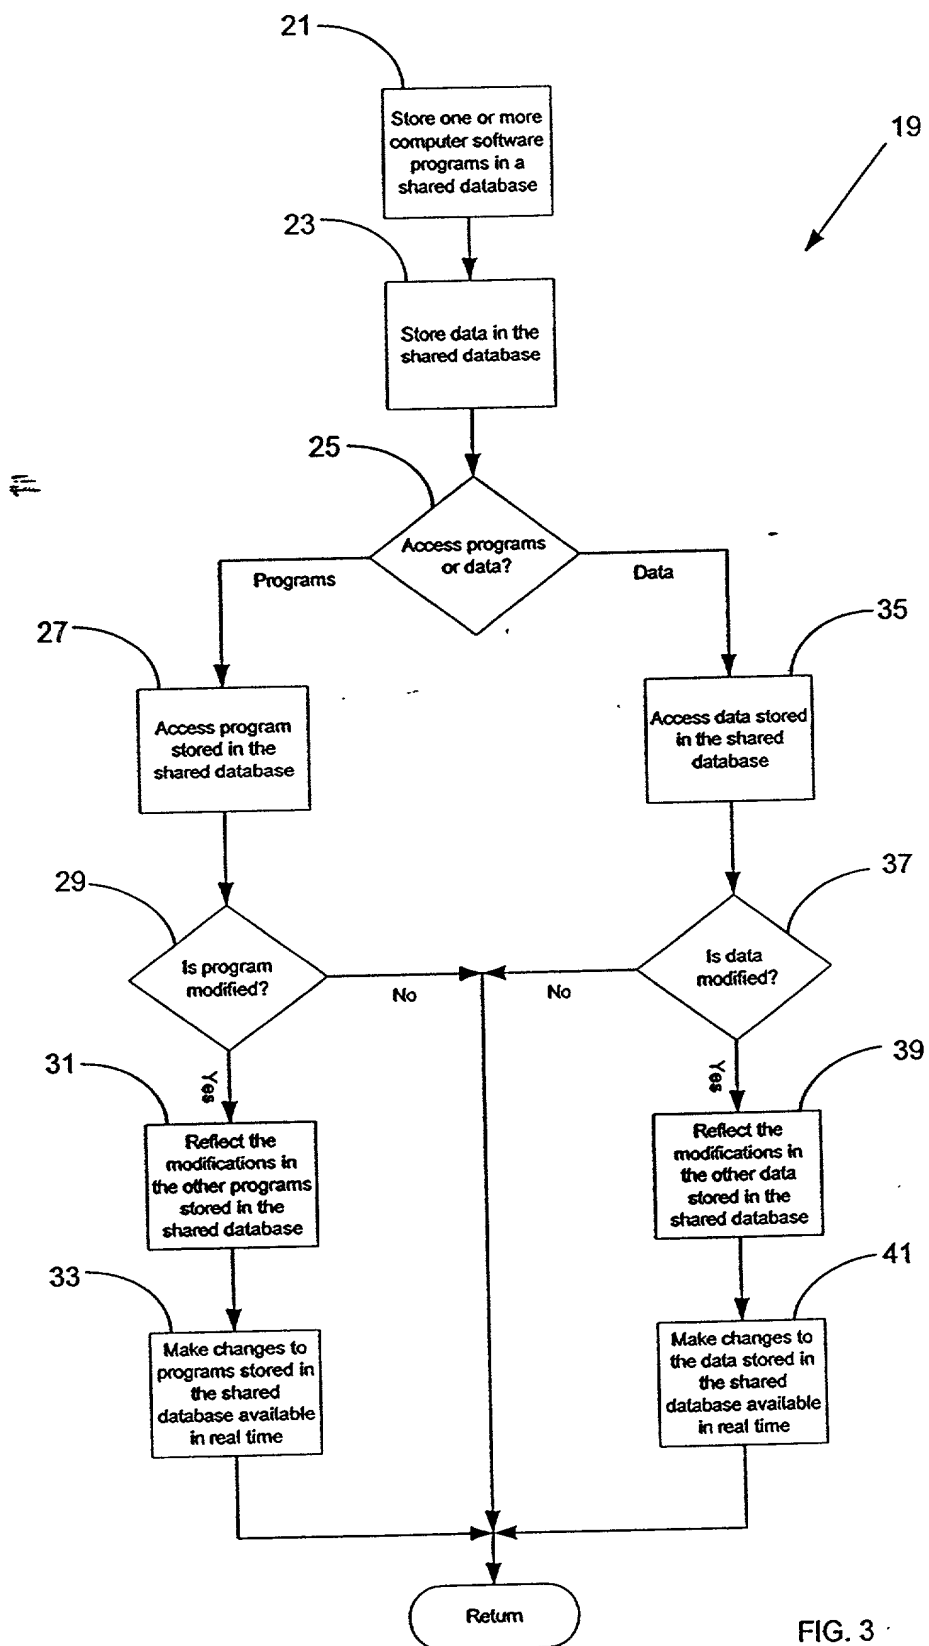 21
Store one or more
computer software
programs in a
shared database
19
23
Store data in the
shared database
25
Access programs
or data?
Programs
Data
27
Access program
stored in the
shared database
35
Access data stored
in the shared
database
29
Is program
modified?
No
37
Is data
modified?
No
Yes
Yes
31
Reflect the
modifications in
the other programs
stored in the
shared database
39
Reflect the
modifications in
the other data
stored in the
shared database
33
Make changes to
programs stored in
the shared
database available
in real time
41
Make changes to
the data stored in
the shared
database available
in real time
Return
FIG. 3